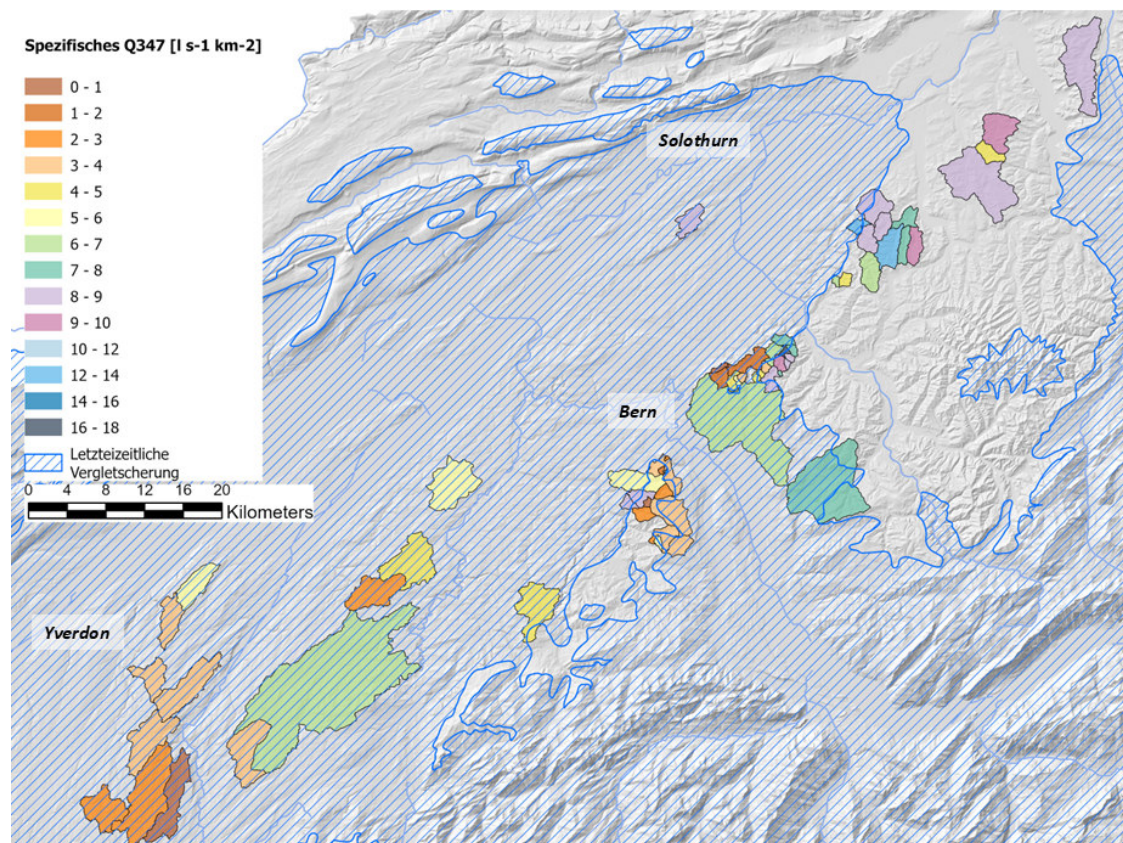 Spezifisches Q347 [l s-1 km-2]
0 - 1
1 - 2
2 - 3
3 - 4
4 - 5
5 - 6
6 - 7
7 - 8
8 - 9
9 - 10
10 - 12
12 - 14
14 - 16
16 - 18
Letzteizeitliche
Vergletscherung
0 4 8 12 16 20
Kilometers
Solothurn
Bern
Yverdon